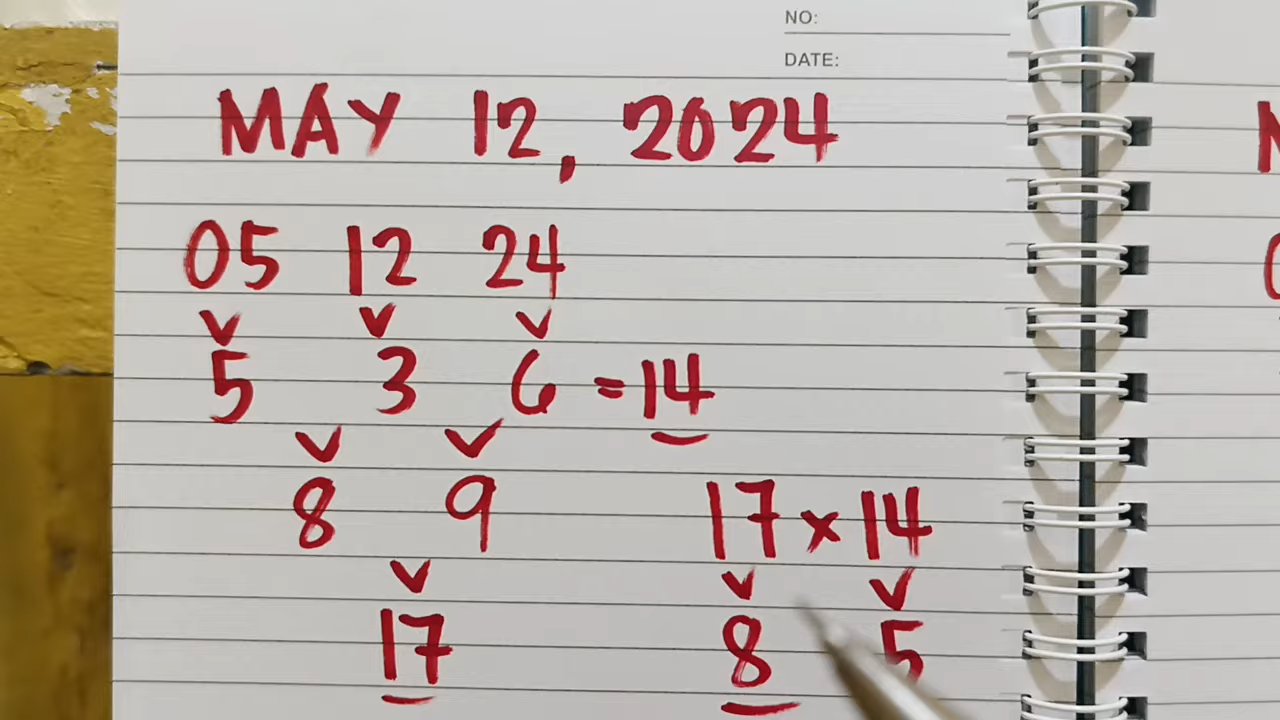 NO:
DATE:
MAY 12, 2024
05 12 24
5 3 6 = 14
8 9
17 x 14
17
8 5